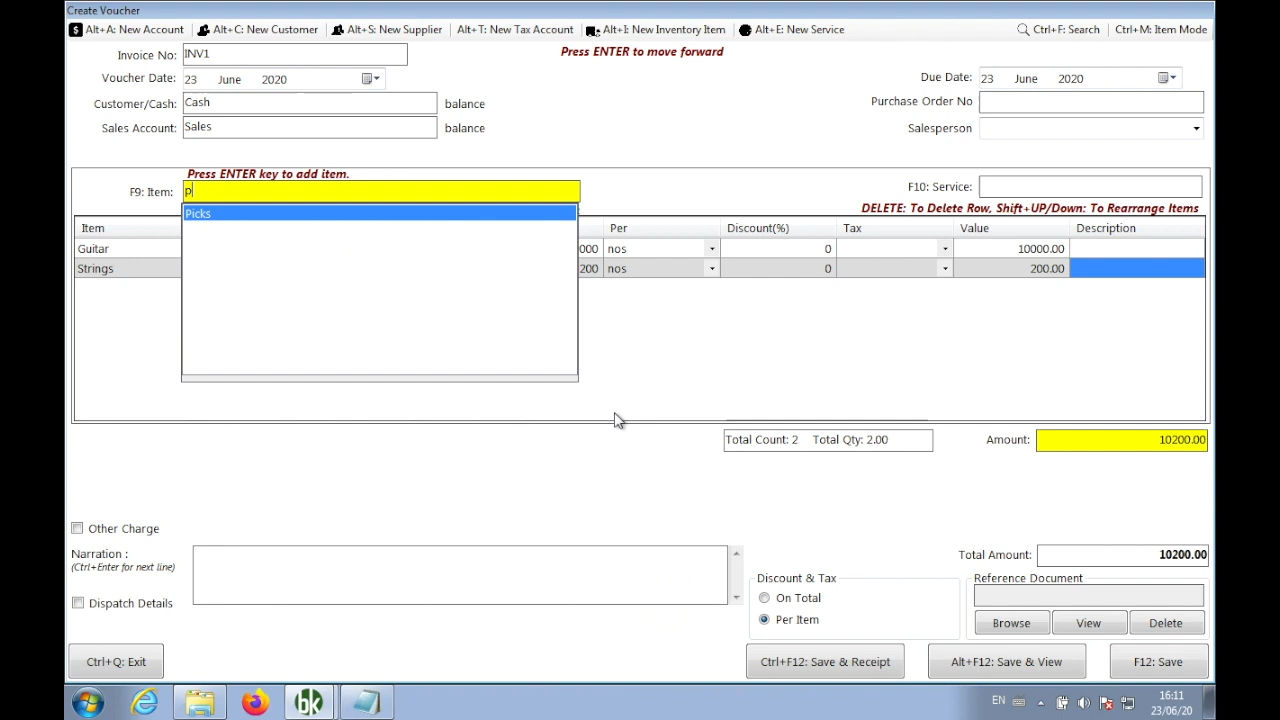 Create Voucher
Alt+A: New Account Alt+C: New Customer Alt+S: New Supplier Alt+T: New Tax Account Alt+I: New Inventory Item Alt+E: New Service Ctrl+F: Search Ctrl+M: Item Mode
Invoice No: INV1 Press ENTER to move forward
Voucher Date: 23 June 2020 Due Date: 23 June 2020
Customer/Cash: Cash balance Purchase Order No
Sales Account: Sales balance Salesperson
Press ENTER key to add item.
F9: Item: p F10: Service:
Picks DELETE: To Delete Row, Shift+UP/Down: To Rearrange Items
Item Per Discount(%) Tax Value Description
Guitar 000 nos 0 10000.00
Strings 200 nos 0 200.00
Total Count: 2 Total Qty: 2.00 Amount: 10200.00
Other Charge
Narration :
(Ctrl+Enter for next line)
Total Amount: 10200.00
Dispatch Details
Discount & Tax
On Total
Per Item
Reference Document
Browse View Delete
Ctrl+Q: Exit Ctrl+F12: Save & Receipt Alt+F12: Save & View F12: Save
bk EN 16:11
23/06/20